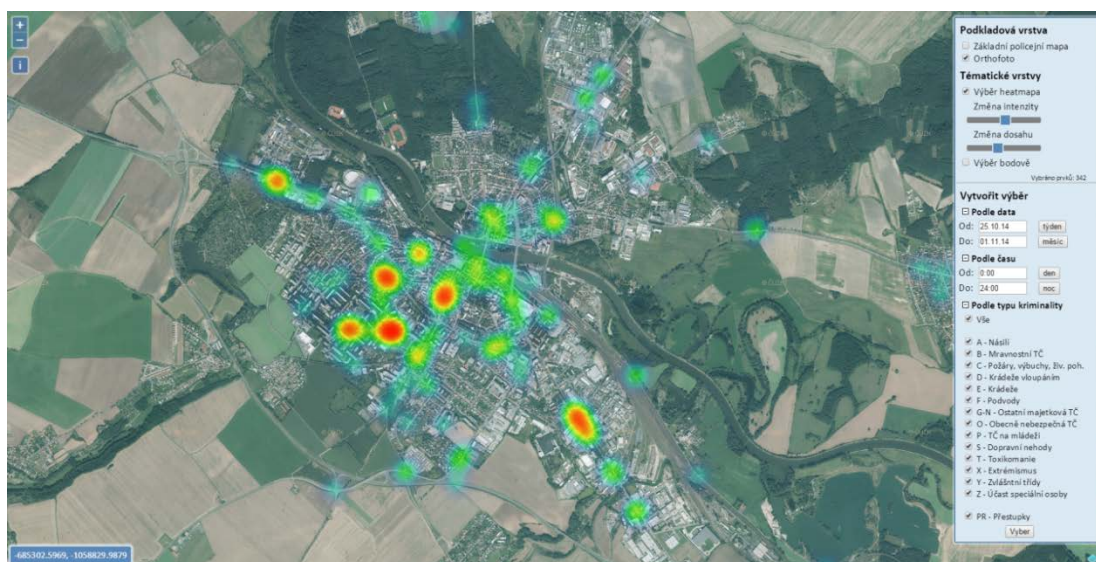 +
−
i
Podkladová vrstva
Základní policejní mapa
Orthofoto
Tématické vrstvy
Výběr heatmapa
Změna intenzity
Změna dosahu
Výběr bodově
Vybráno prvků: 342
Vytvořit výběr
Podle data
Od: 25.10.14 týden
Do: 01.11.14 měsíc
Podle času
Od: 0:00 den
Do: 24:00 noc
Podle typu kriminality
Vše
A - Násilí
B - Mravnostní TČ
C - Požáry, výbuchy, živ. poh.
D - Krádeže vloupáním
E - Krádeže
F - Podvody
G-N - Ostatní majetková TČ
O - Obecně nebezpečná TČ
P - TČ na mládeži
S - Dopravní nehody
T - Toxikomanie
X - Extrémismus
Y - Zvláštní třídy
Z - Účast speciální osoby
PR - Přestupky
Vyber
-685302.5969, -1058829.9879